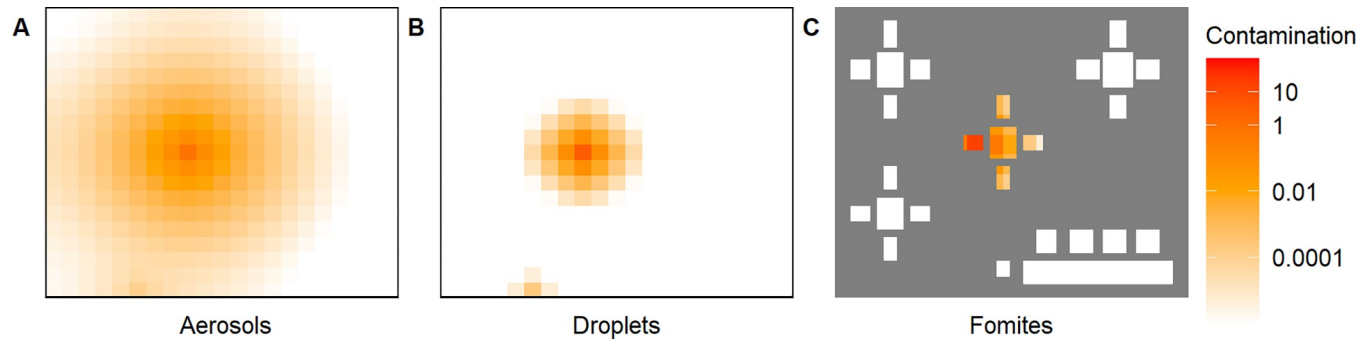 A
B
C
Contamination
10
1
0.01
0.0001
Aerosols
Droplets
Fomites